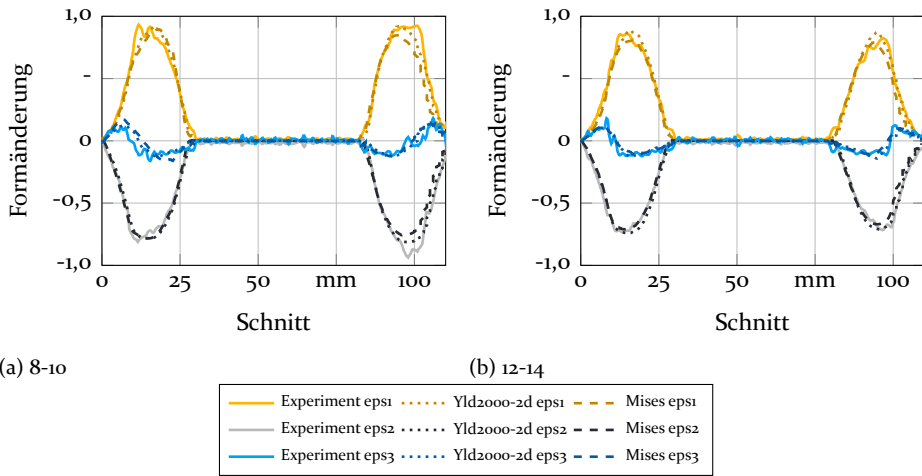 1,0
-
0
-0,5
-1,0
Formänderung
0 25 50 mm 100
Schnitt
(a) 8-10
1,0
-
0
-0,5
-1,0
Formänderung
0 25 50 mm 100
Schnitt
(b) 12-14
Experiment eps1 Yld2000-2d eps1 Mises eps1
Experiment eps2 Yld2000-2d eps2 Mises eps2
Experiment eps3 Yld2000-2d eps3 Mises eps3